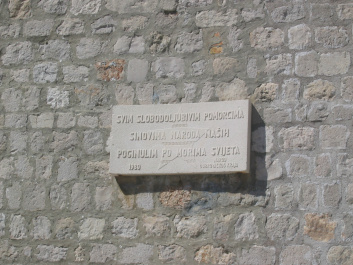 SVIM SLOBODOLJUBIVIM POMORCIMA
SINOVIMA NARODA NAŠIH
POGINULIM PO MORIMA SVIJETA